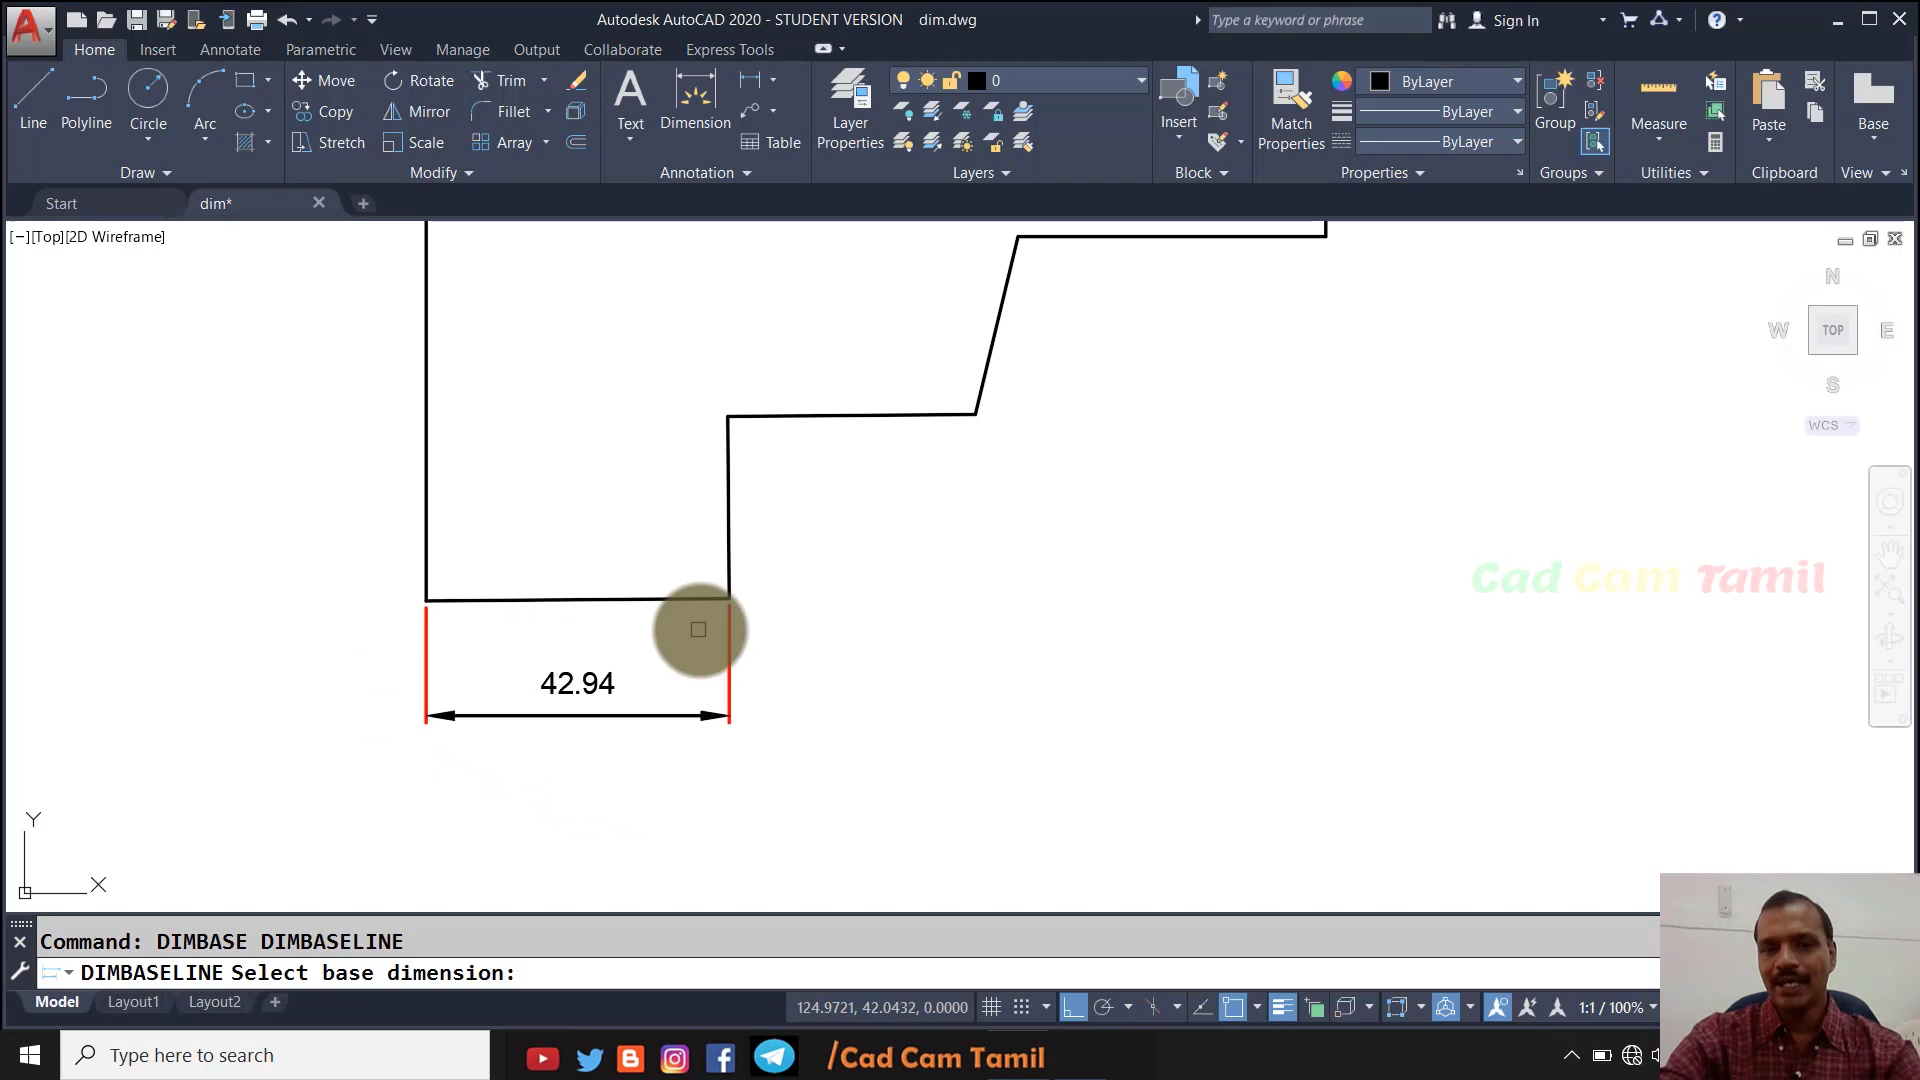 Autodesk AutoCAD 2020 - STUDENT VERSION dim.dwg
Type a keyword or phrase
Sign In
Home Insert Annotate Parametric View Manage Output Collaborate Express Tools
Line Polyline Circle Arc
Draw
Move Rotate Trim
Copy Mirror Fillet
Stretch Scale Array
Modify
Text Dimension Table
Annotation
Layer Properties
0
Layers
Insert
Block
Match Properties
ByLayer
ByLayer
ByLayer
Properties
Group
Groups
Measure
Utilities
Paste
Clipboard
Base
View
Start dim*
[−][Top][2D Wireframe]
N
W TOP E
S
WCS
Cad Cam Tamil
42.94
Y
X
Command: DIMBASE DIMBASELINE
DIMBASELINE Select base dimension:
Model Layout1 Layout2
124.9721, 42.0432, 0.0000
1:1 / 100%
Type here to search
/Cad Cam Tamil